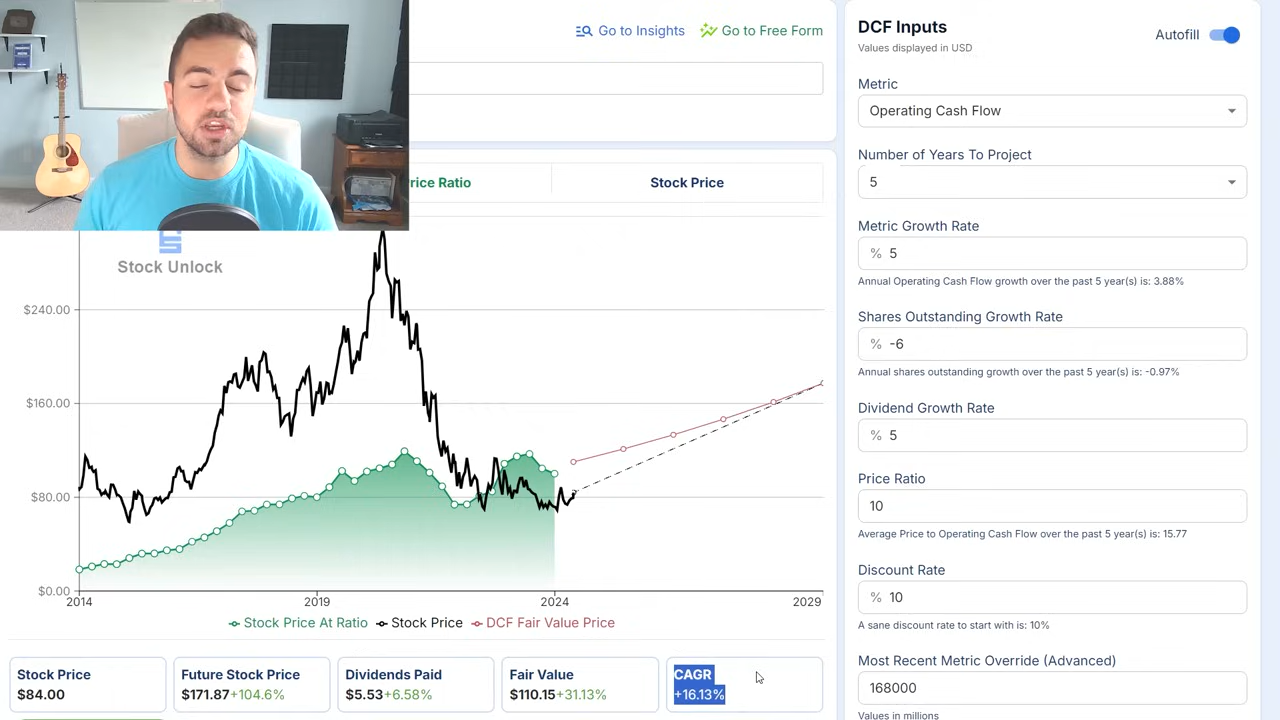 Go to Insights
Go to Free Form
rice Ratio
Stock Price
Stock Unlock
$240.00
$160.00
$80.00
$0.00
2014
2019
2024
2029
Stock Price At Ratio
Stock Price
DCF Fair Value Price
Stock Price
$84.00
Future Stock Price
$171.87+104.6%
Dividends Paid
$5.53+6.58%
Fair Value
$110.15+31.13%
CAGR
+16.13%
DCF Inputs
Values displayed in USD
Autofill
Metric
Operating Cash Flow
Number of Years To Project
5
Metric Growth Rate
% 5
Annual Operating Cash Flow growth over the past 5 year(s) is: 3.88%
Shares Outstanding Growth Rate
% -6
Annual shares outstanding growth over the past 5 year(s) is: -0.97%
Dividend Growth Rate
% 5
Price Ratio
10
Average Price to Operating Cash Flow over the past 5 year(s) is: 15.77
Discount Rate
% 10
A sane discount rate to start with is: 10%
Most Recent Metric Override (Advanced)
168000
Values in millions